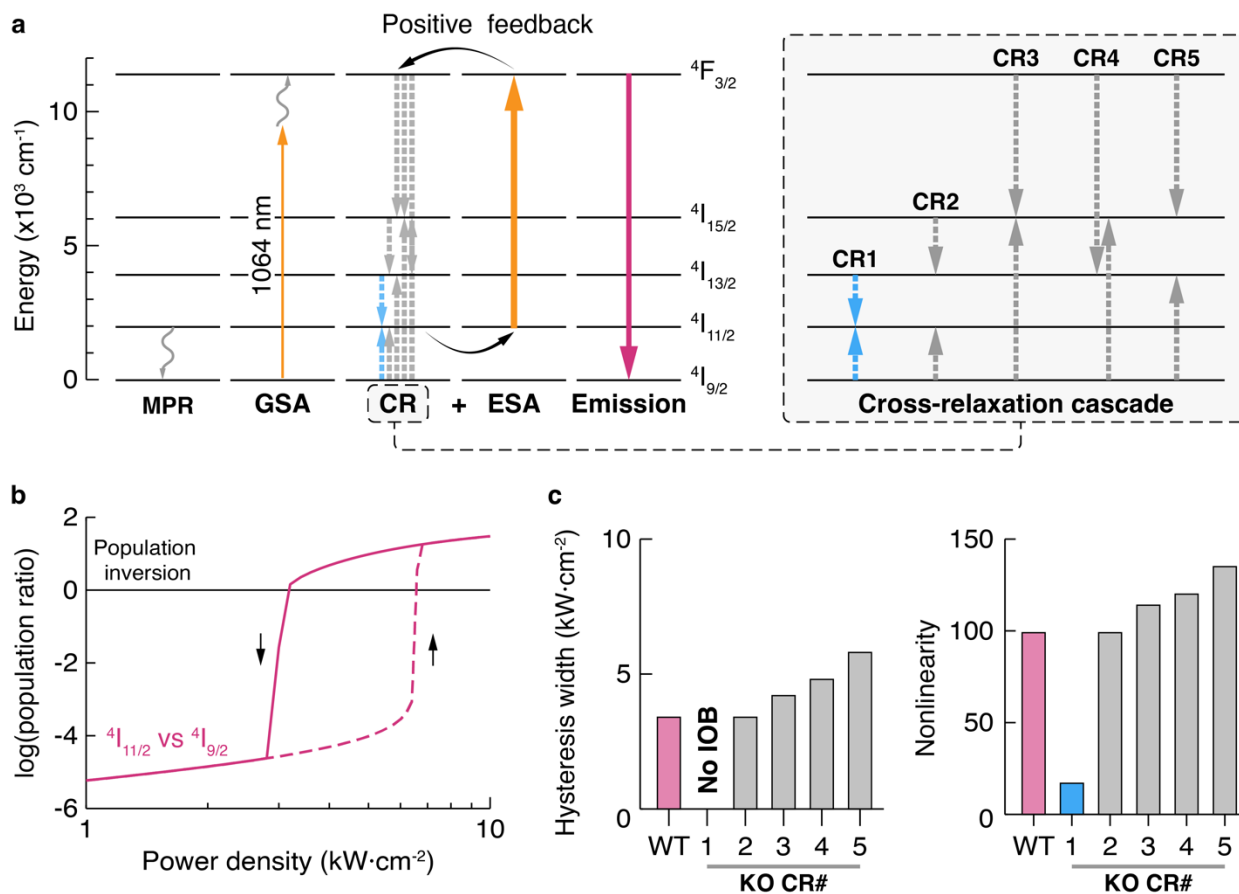 a
Positive feedback
Energy (x10³ cm⁻¹)
10
5
0
1064 nm
⁴F₃/₂
⁴I₁₅/₂
⁴I₁₃/₂
⁴I₁₁/₂
⁴I₉/₂
MPR
GSA
CR
+
ESA
Emission
CR3
CR4
CR5
CR2
CR1
Cross-relaxation cascade
b
log(population ratio)
2
0
-2
-4
-6
Population
inversion
⁴I₁₁/₂ vs ⁴I₉/₂
1
10
Power density (kW·cm⁻²)
c
Hysteresis width (kW·cm⁻²)
10
5
0
No IOB
WT
1
2
3
4
5
KO CR#
Nonlinearity
150
100
50
0
WT
1
2
3
4
5
KO CR#